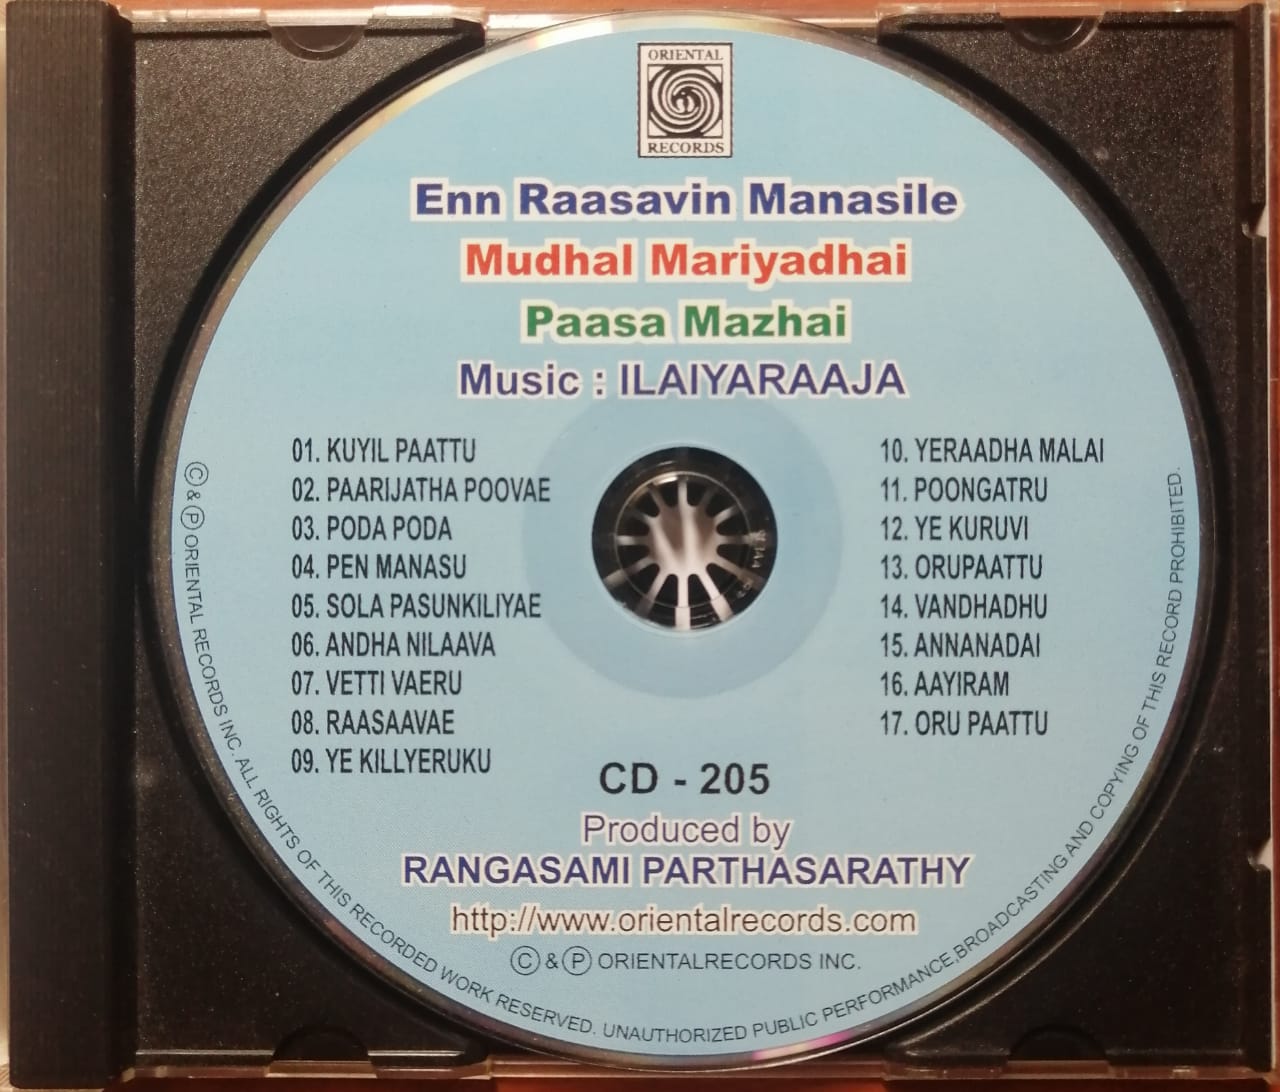 ORIENTAL
RECORDS
Enn Raasavin Manasile
Mudhal Mariyadhai
Paasa Mazhai
Music : ILAIYARAAJA
01. KUYIL PAATTU
02. PAARIJATHA POOVAE
03. PODA PODA
04. PEN MANASU
05. SOLA PASUNKILIYAE
06. ANDHA NILAAVA
07. VETTI VAERU
08. RAASAAVAE
09. YE KILLYERUKU
10. YERAADHA MALAI
11. POONGATRU
12. YE KURUVI
13. ORUPAATTU
14. VANDHADHU
15. ANNANADAI
16. AAYIRAM
17. ORU PAATTU
CD - 205
Produced by
RANGASAMI PARTHASARATHY
http://www.orientalrecords.com
Ⓒ & Ⓟ ORIENTALRECORDS INC.
Ⓒ & Ⓟ ORIENTAL RECORDS INC. ALL RIGHTS OF THIS RECORDED WORK RESERVED. UNAUTHORIZED PUBLIC PERFORMANCE,BROADCASTING AND COPYING OF THIS RECORD PROHIBITED.